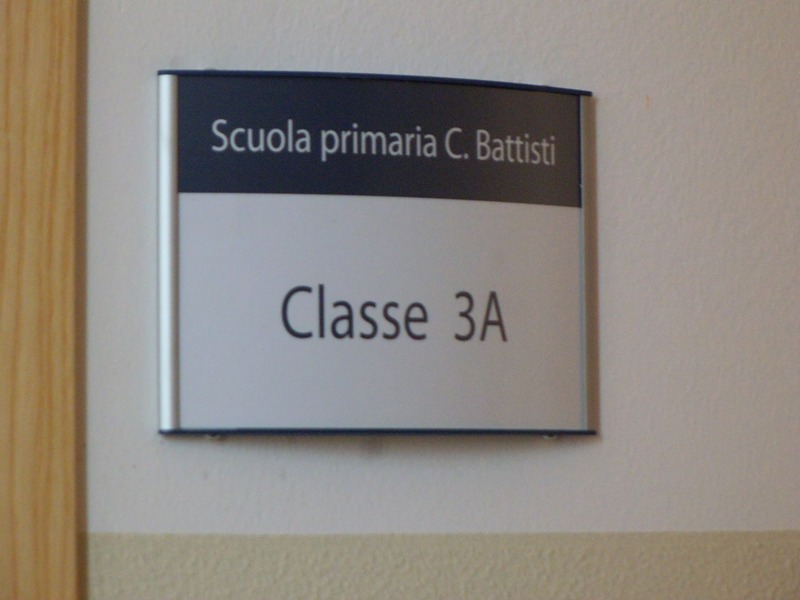 Scuola primaria C. Battisti
Classe 3A